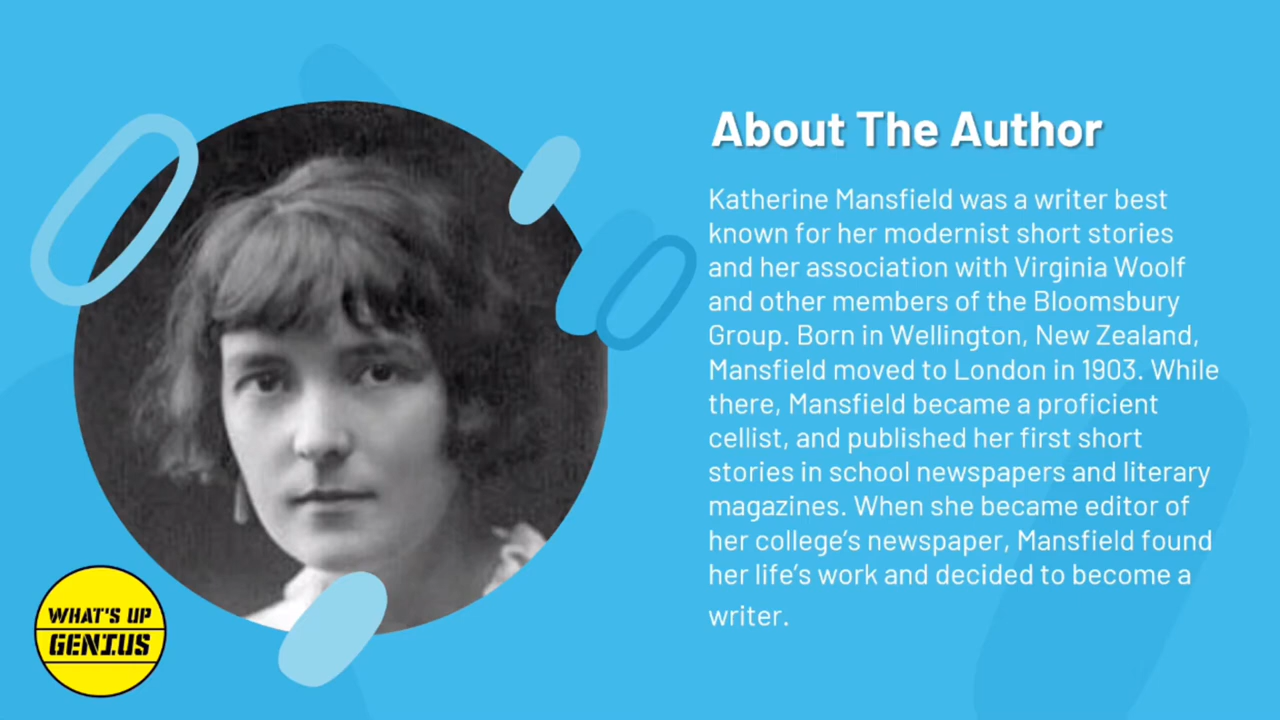 About The Author
Katherine Mansfield was a writer best
known for her modernist short stories
and her association with Virginia Woolf
and other members of the Bloomsbury
Group. Born in Wellington, New Zealand,
Mansfield moved to London in 1903. While
there, Mansfield became a proficient
cellist, and published her first short
stories in school newspapers and literary
magazines. When she became editor of
her college's newspaper, Mansfield found
her life's work and decided to become a
writer.
WHAT'S UP
GENIUS